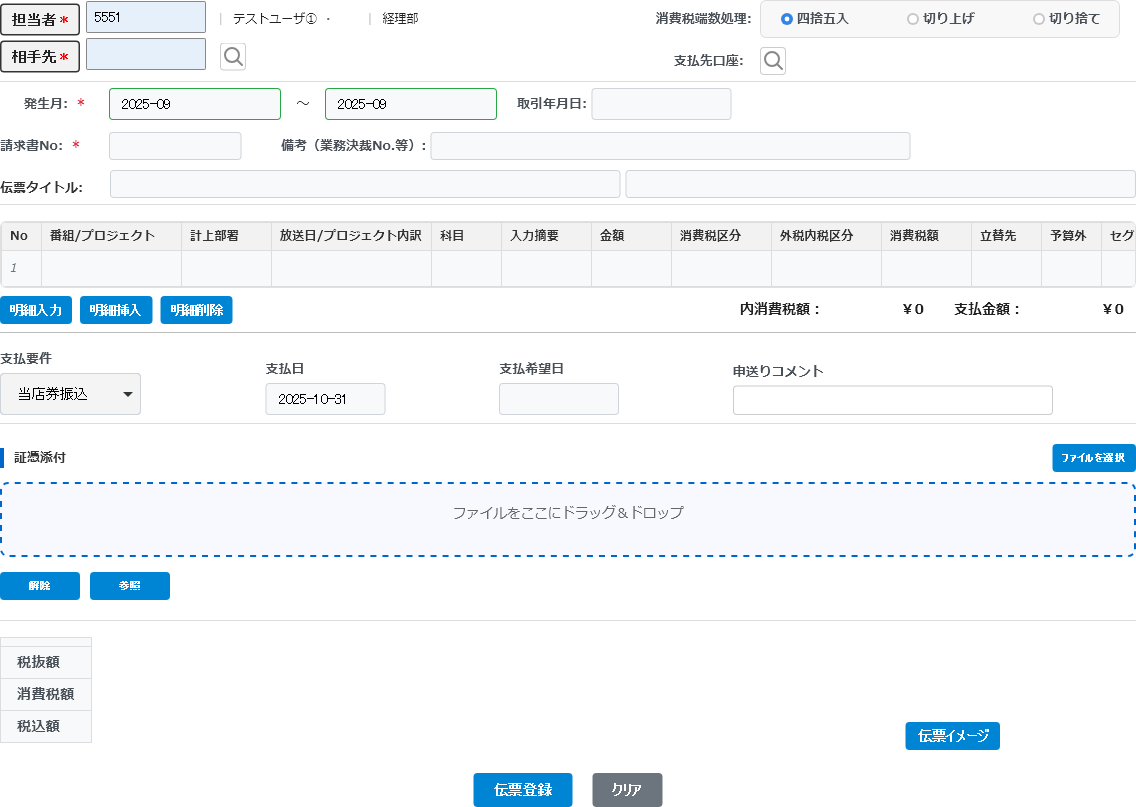 担当者* 5551 | テストユーザ① ・ | 経理部 消費税端数処理: 四捨五入 切り上げ 切り捨て
相手先* 支払先口座:
発生月: * 2025-09 ～ 2025-09 取引年月日:
請求書No: * 備考（業務決裁No.等）:
伝票タイトル:
No 番組/プロジェクト 計上部署 放送日/プロジェクト内訳 科目 入力摘要 金額 消費税区分 外税内税区分 消費税額 立替先 予算外 セグ
1
明細入力 明細挿入 明細削除 内消費税額： ¥0 支払金額： ¥0
支払要件 支払日 支払希望日 申送りコメント
当店券振込 2025-10-31
証憑添付 ファイルを選択
ファイルをここにドラッグ＆ドロップ
解除 参照
税抜額
消費税額
税込額
伝票イメージ
伝票登録 クリア